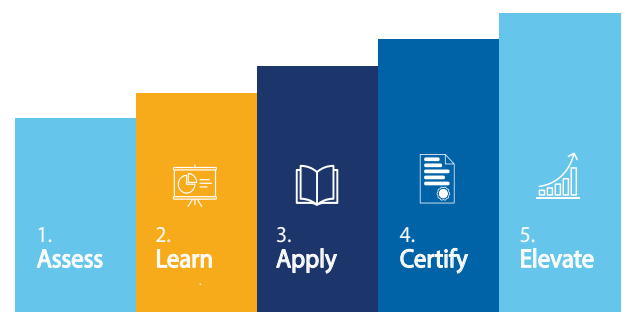 1.
Assess
2.
Learn
3.
Apply
4.
Certify
5.
Elevate